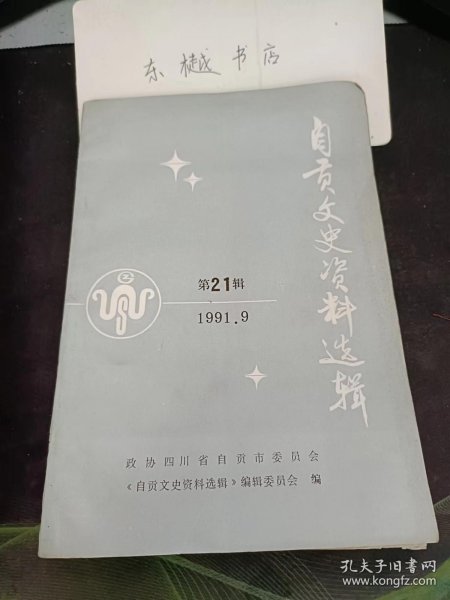 东樾书店
自贡文史资料选辑
第21辑
1991.9
政协四川省自贡市委员会
《自贡文史资料选辑》编辑委员会 编
孔夫子旧书网
www.kongfz.com